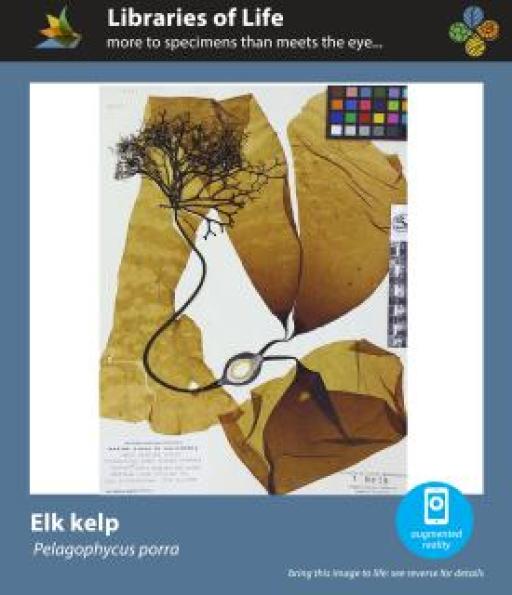 Libraries of Life
more to specimens than meets the eye...
Elk kelp
Pelagophycus porra
augmented
reality
bring this image to life: see reverse for details